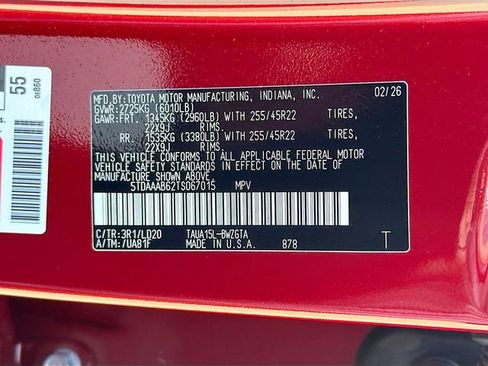 MFD.BY:TOYOTA MOTOR MANUFACTURING, INDIANA, INC. 02/26
GVWR:2725KG (6010LB)
GAWR:FRT. 1345KG (2960LB) WITH 255/45R22 TIRES,
22X9J RIMS.
RR. 1535KG (3380LB) WITH 255/45R22 TIRES,
22X9J RIMS.
THIS VEHICLE CONFORMS TO ALL APPLICABLE FEDERAL MOTOR
VEHICLE SAFETY STANDARDS IN EFFECT ON THE DATE OF
MANUFACTURE SHOWN ABOVE.
5TDAAAB62TS067015 MPV
C/TR:3R1/LD20 TAUA15L-BWZGTA
A/TM:/UA81F MADE IN U.S.A. 878 T
55
0E860